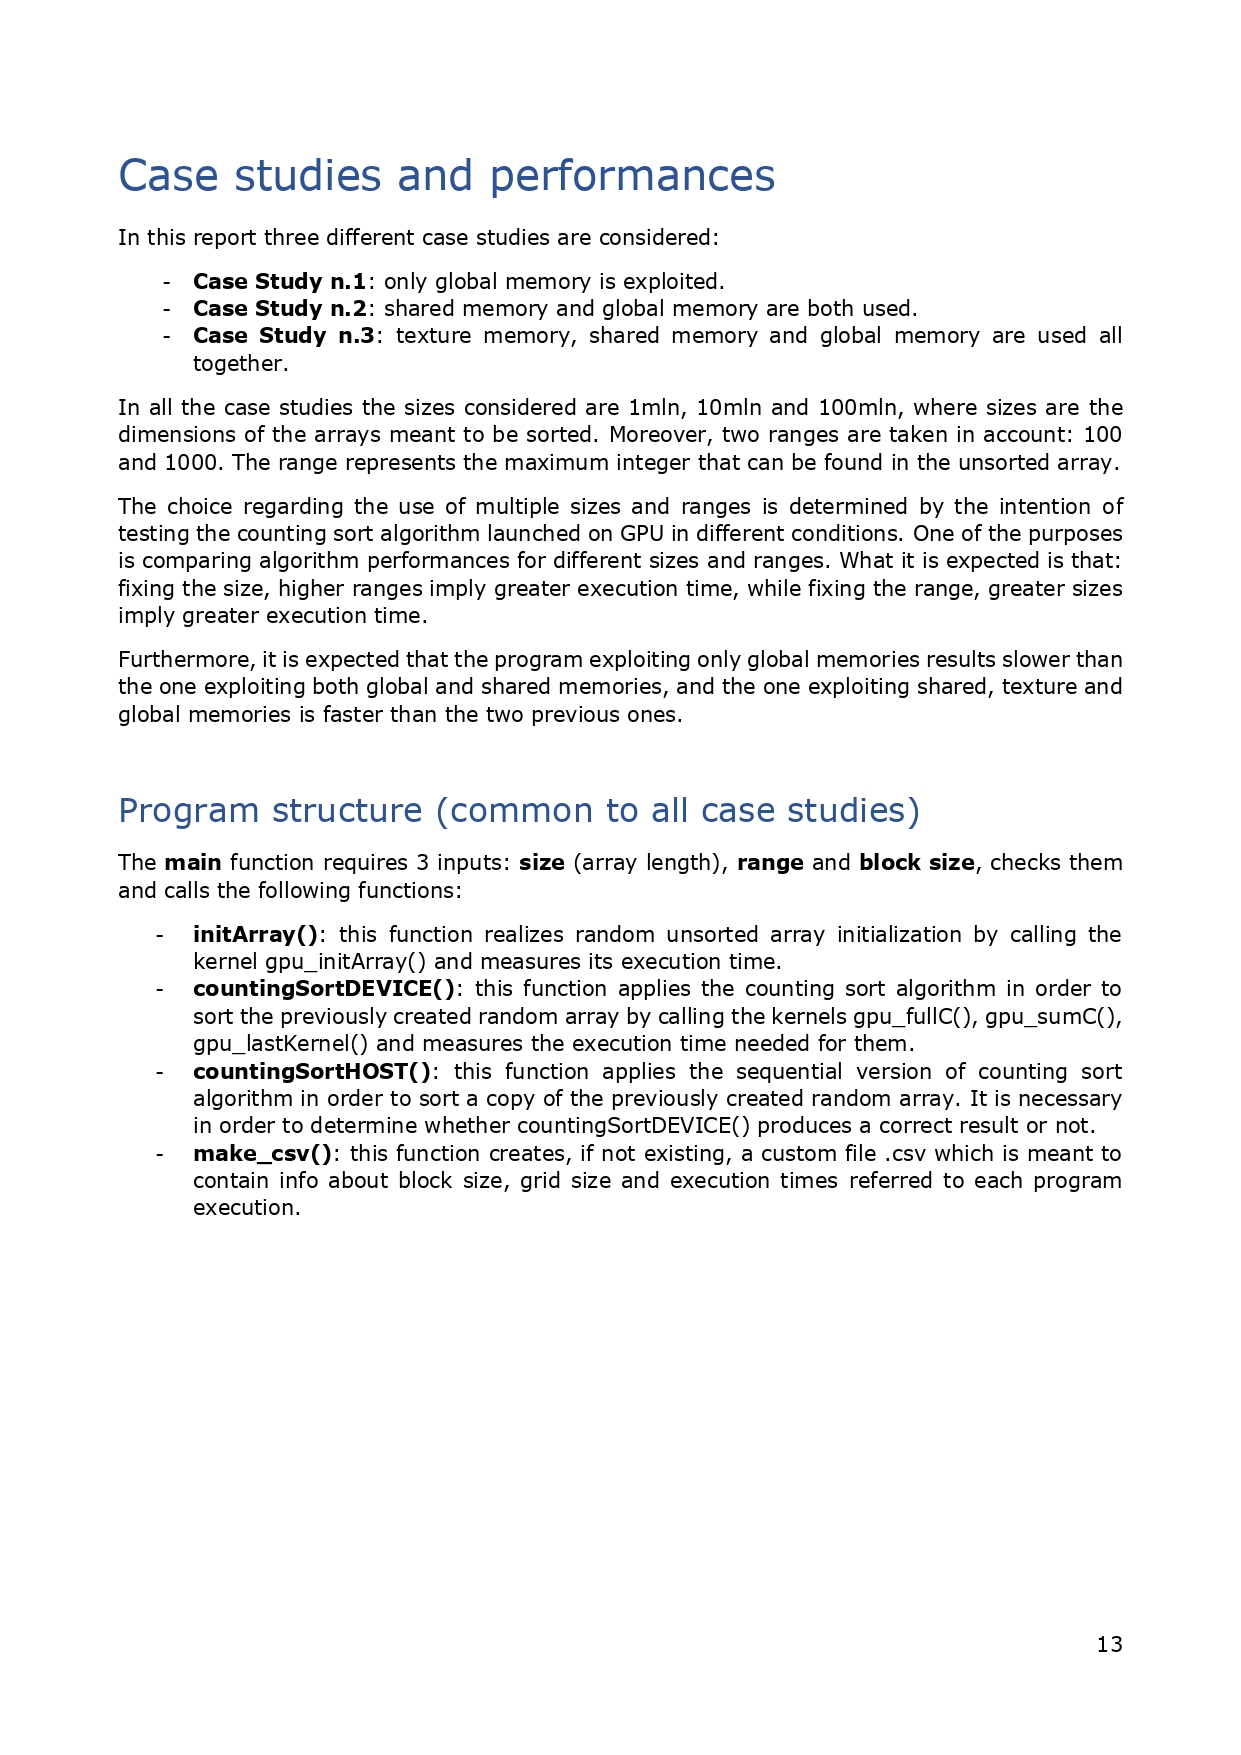 Case studies and performances
In this report three different case studies are considered:
- Case Study n.1: only global memory is exploited.
- Case Study n.2: shared memory and global memory are both used.
- Case Study n.3: texture memory, shared memory and global memory are used all
together.
In all the case studies the sizes considered are 1mln, 10mln and 100mln, where sizes are the
dimensions of the arrays meant to be sorted. Moreover, two ranges are taken in account: 100
and 1000. The range represents the maximum integer that can be found in the unsorted array.
The choice regarding the use of multiple sizes and ranges is determined by the intention of
testing the counting sort algorithm launched on GPU in different conditions. One of the purposes
is comparing algorithm performances for different sizes and ranges. What it is expected is that:
fixing the size, higher ranges imply greater execution time, while fixing the range, greater sizes
imply greater execution time.
Furthermore, it is expected that the program exploiting only global memories results slower than
the one exploiting both global and shared memories, and the one exploiting shared, texture and
global memories is faster than the two previous ones.
Program structure (common to all case studies)
The main function requires 3 inputs: size (array length), range and block size, checks them
and calls the following functions:
- initArray(): this function realizes random unsorted array initialization by calling the
kernel gpu_initArray() and measures its execution time.
- countingSortDEVICE(): this function applies the counting sort algorithm in order to
sort the previously created random array by calling the kernels gpu_fullC(), gpu_sumC(),
gpu_lastKernel() and measures the execution time needed for them.
- countingSortHOST(): this function applies the sequential version of counting sort
algorithm in order to sort a copy of the previously created random array. It is necessary
in order to determine whether countingSortDEVICE() produces a correct result or not.
- make_csv(): this function creates, if not existing, a custom file .csv which is meant to
contain info about block size, grid size and execution times referred to each program
execution.
13